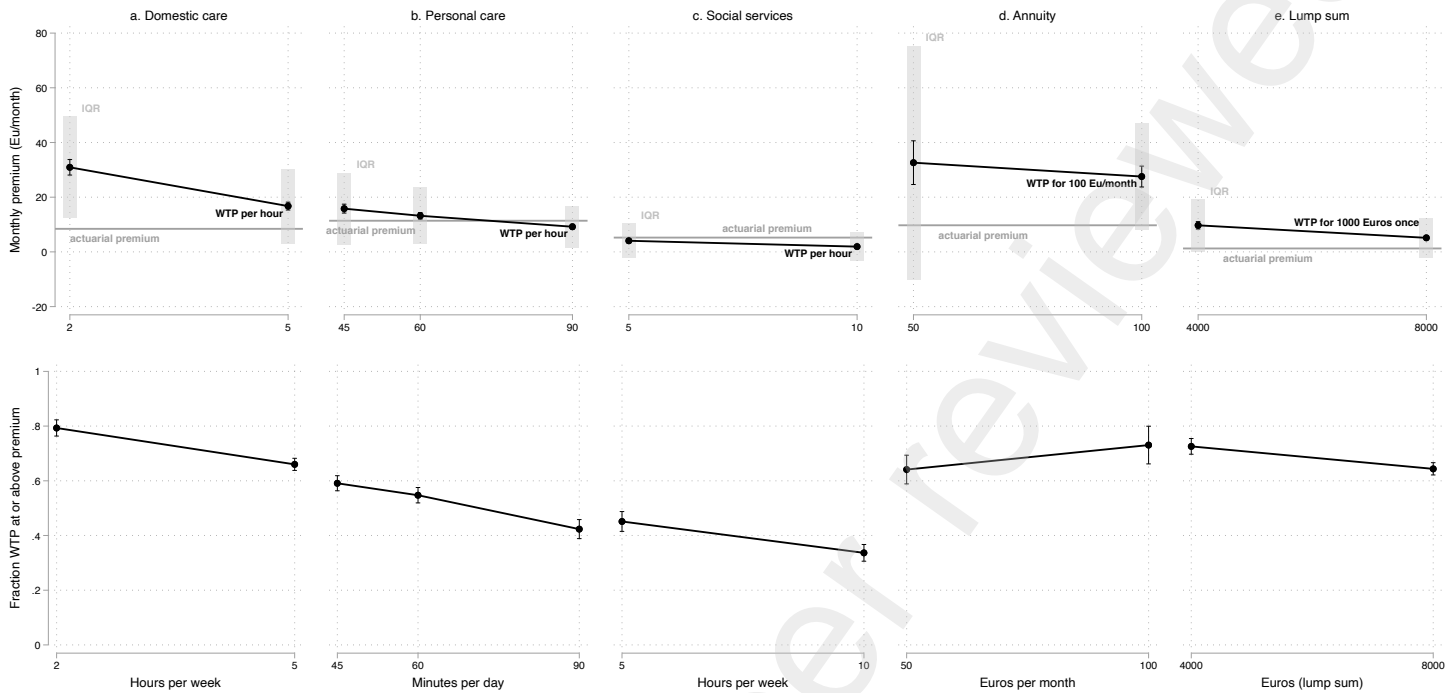 a. Domestic care
b. Personal care
c. Social services
d. Annuity
e. Lump sum
Monthly premium (Eu/month)
80
60
40
20
0
-20
IQR
WTP per hour
actuarial premium
2
5
IQR
actuarial premium
WTP per hour
45
60
90
IQR
actuarial premium
WTP per hour
5
10
IQR
WTP for 100 Eu/month
actuarial premium
50
100
IQR
WTP for 1000 Euros once
actuarial premium
4000
8000
Fraction WTP at or above premium
1
.8
.6
.4
.2
0
2
5
Hours per week
45
60
90
Minutes per day
5
10
Hours per week
50
100
Euros per month
4000
8000
Euros (lump sum)
er reviewe